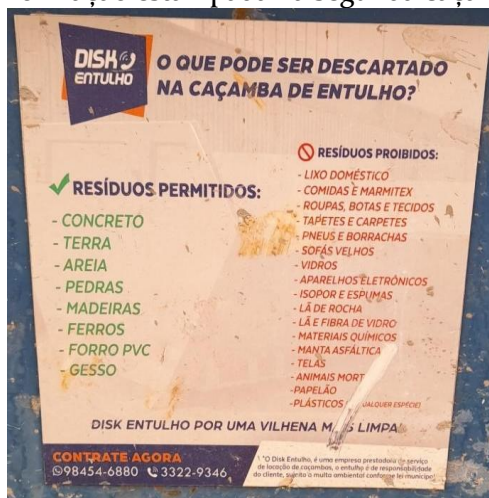 DISK
ENTULHO
O QUE PODE SER DESCARTADO
NA CAÇAMBA DE ENTULHO?
RESÍDUOS PERMITIDOS:
- CONCRETO
- TERRA
- AREIA
- PEDRAS
- MADEIRAS
- FERROS
- FORRO PVC
- GESSO
RESÍDUOS PROIBIDOS:
- LIXO DOMÉSTICO
- COMIDAS E MARMITEX
- ROUPAS, BOTAS E TECIDOS
- TAPETES E CARPETES
- PNEUS E BORRACHAS
- SOFÁS VELHOS
- VIDROS
- APARELHOS ELETRÔNICOS
- ISOPOR E ESPUMAS
- LÃ DE ROCHA
- LÃ E FIBRA DE VIDRO
- MATERIAIS QUÍMICOS
- MANTA ASFÁLTICA
- TELAS
- ANIMAIS MORT
-PAPELÃO
-PLÁSTICOS UALQUER ESPÉCIE)
DISK ENTULHO POR UMA VILHENA M S LIMPA
CONTRATE AGORA
98454-6880 3322-9346
"O Disk Entulho, é uma empresa prestadora de serviço
de locação de caçambas, o entulho é de responsabilidade
do cliente, sujeito a multa ambiental conforme lei municipal